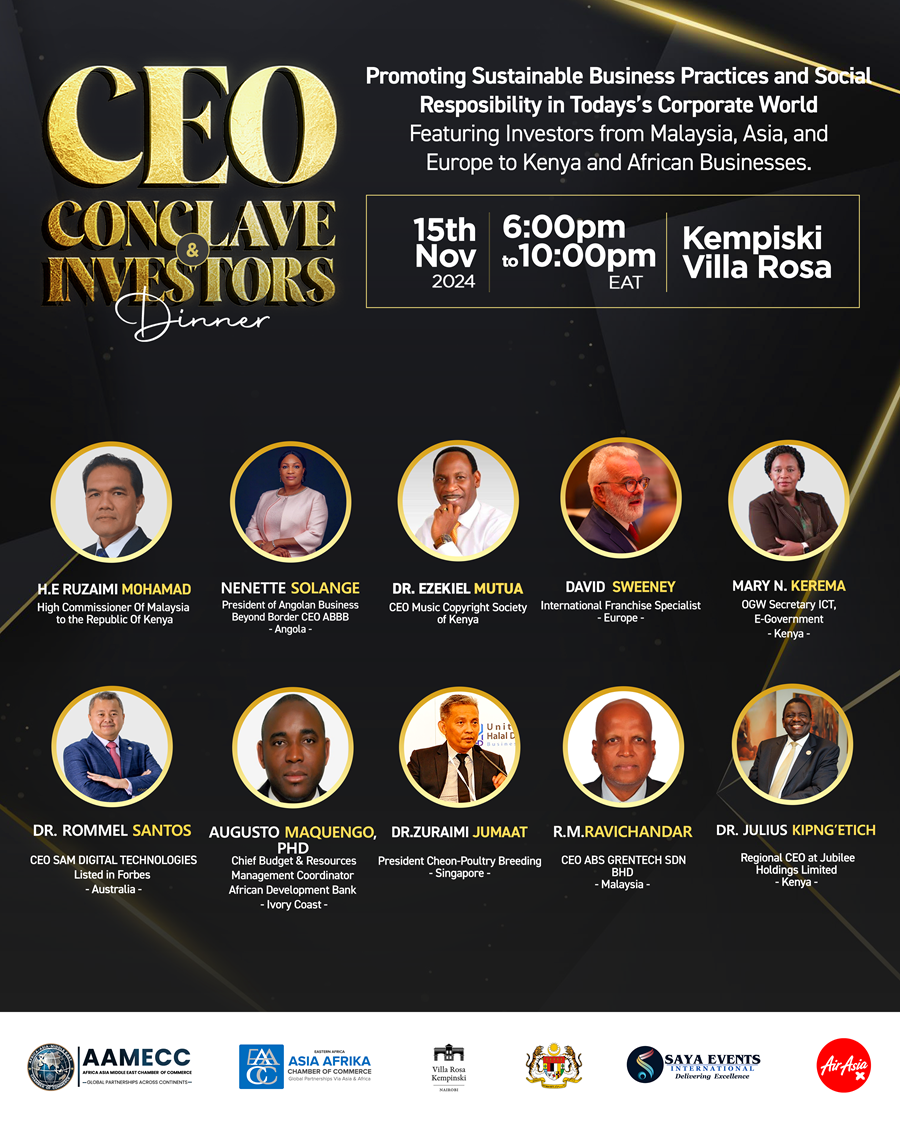 CEO
CONCLAVE
&
INVESTORS
Dinner
Promoting Sustainable Business Practices and Social
Resposibility in Todays's Corporate World
Featuring Investors from Malaysia, Asia, and
Europe to Kenya and African Businesses.
15th
Nov
2024
6:00pm
to10:00pm
EAT
Kempiski
Villa Rosa
H.E RUZAIMI MOHAMAD
High Commissioner Of Malaysia
to the Republic Of Kenya
NENETTE SOLANGE
President of Angolan Business
Beyond Border CEO ABBB
- Angola -
DR. EZEKIEL MUTUA
CEO Music Copyright Society
of Kenya
DAVID SWEENEY
International Franchise Specialist
- Europe -
MARY N. KEREMA
OGW Secretary ICT,
E-Government
- Kenya -
Unit
Halal D
Busines
DR. ROMMEL SANTOS
CEO SAM DIGITAL TECHNOLOGIES
Listed in Forbes
- Australia -
AUGUSTO MAQUENGO,
PHD
Chief Budget & Resources
Management Coordinator
African Development Bank
- Ivory Coast -
DR.ZURAIMI JUMAAT
President Cheon-Poultry Breeding
- Singapore -
R.M.RAVICHANDAR
CEO ABS GRENTECH SDN
BHD
- Malaysia -
DR. JULIUS KIPNG'ETICH
Regional CEO at Jubilee
Holdings Limited
- Kenya -
AAMECC
AFRICA ASIA MIDDLE EAST CHAMBER OF COMMERCE
—GLOBAL PARTNERSHIPS ACROSS CONTINENTS—
EAACC
EASTERN AFRICA
ASIA AFRIKA
CHAMBER OF COMMERCE
Global Partnerships Via Asia & Africa
Villa Rosa
Kempinski
NAIROBI
SAYA EVENTS
INTERNATIONAL
Delivering Excellence
AirAsia